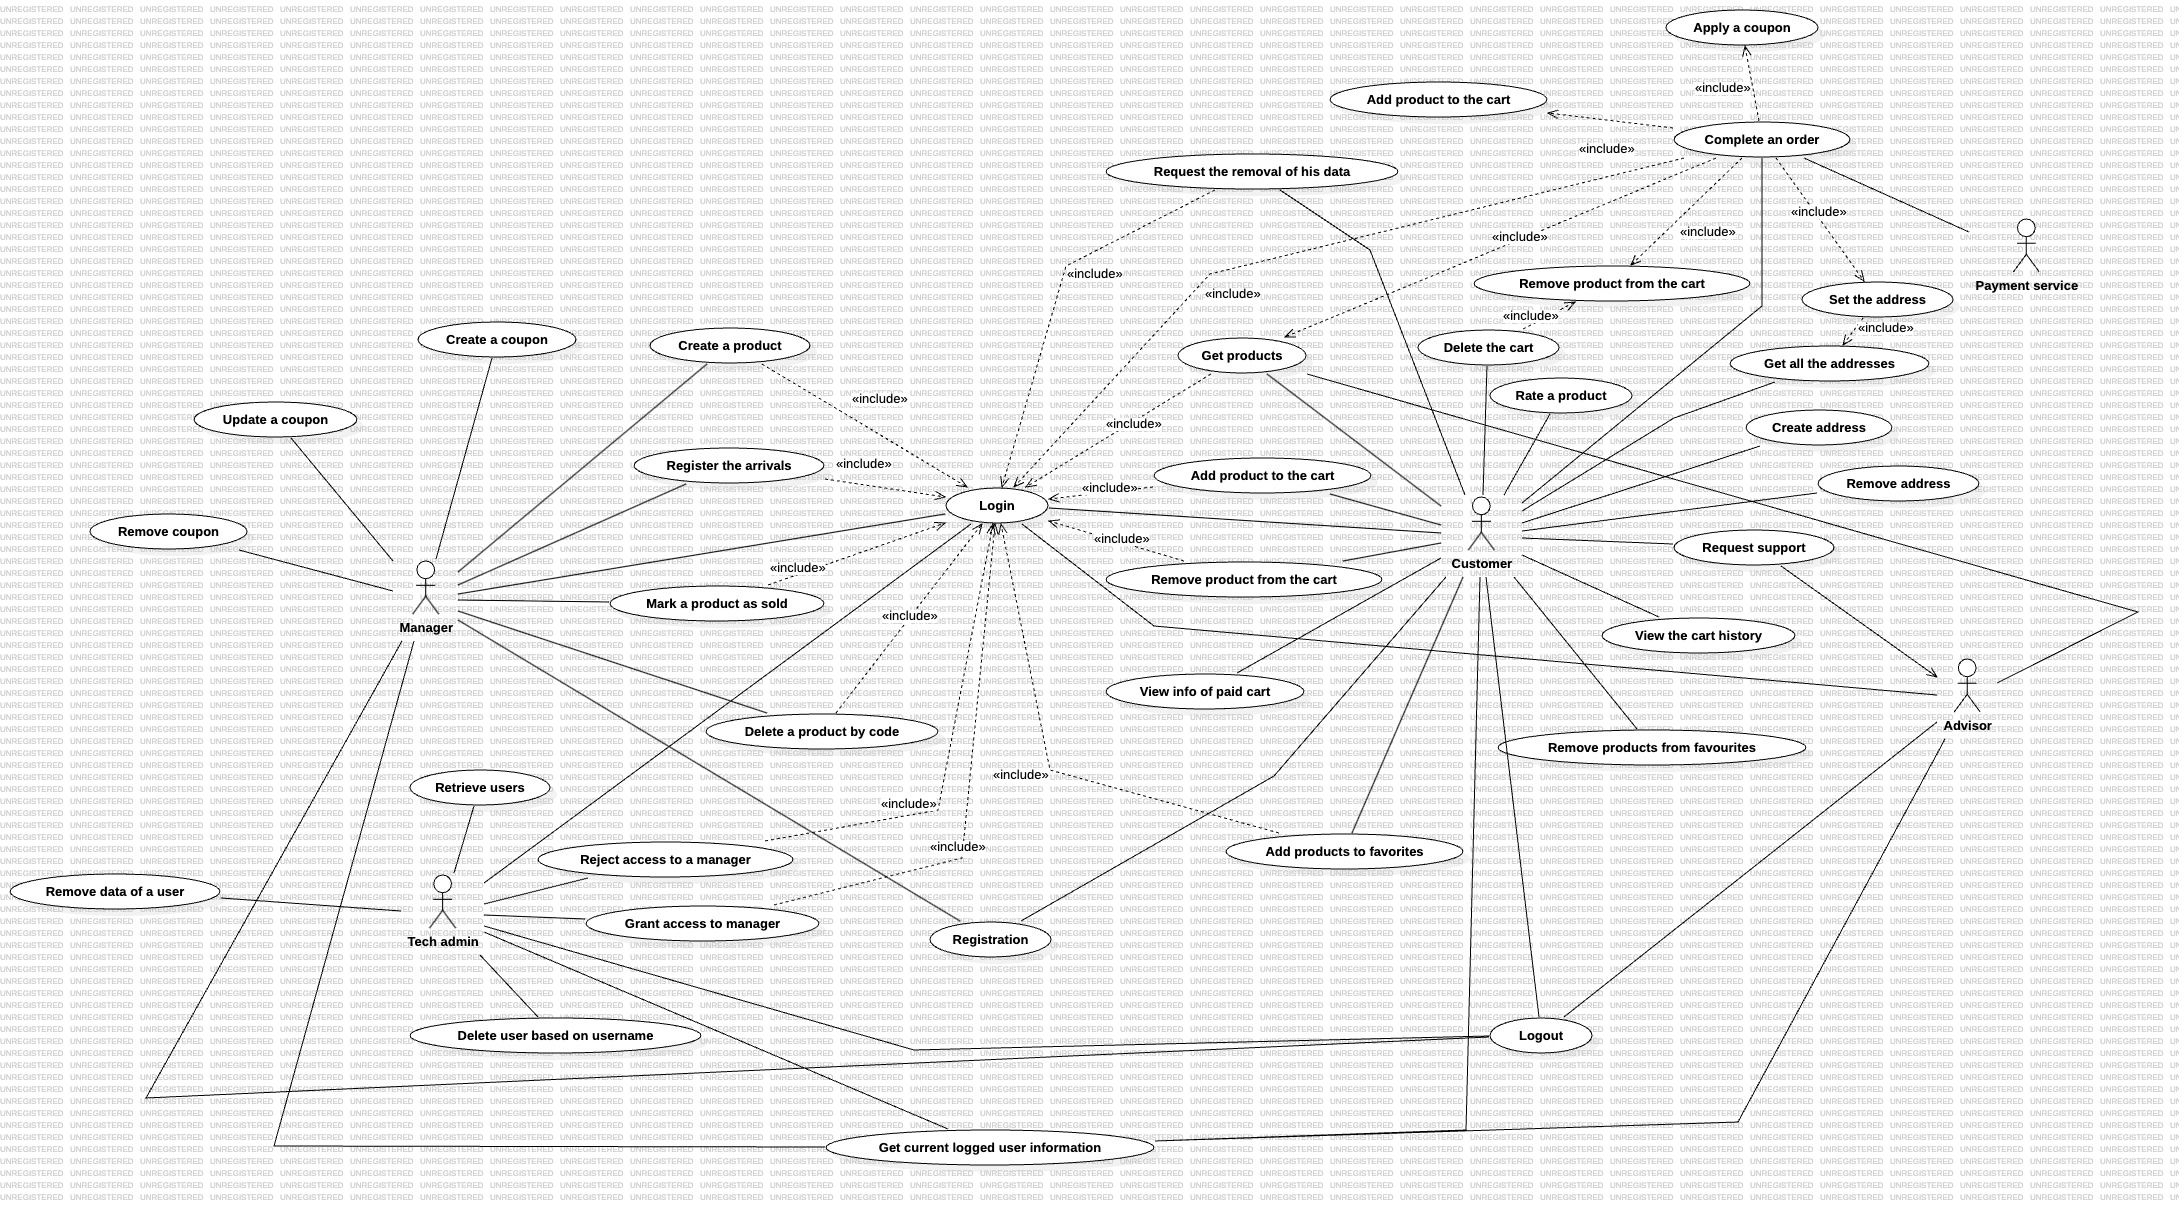 Apply a coupon
«include»
Add product to the cart
Complete an order
«include»
Request the removal of his data
«include»
«include»
«include»
Payment service
«include»
Remove product from the cart
«include»
Set the address
«include»
«include»
Create a coupon
Create a product
Get products
Delete the cart
Get all the addresses
«include»
Rate a product
Update a coupon
«include»
Create address
Register the arrivals
«include»
Add product to the cart
«include»
Remove address
Login
Remove coupon
«include»
Request support
Customer
«include»
Remove product from the cart
Mark a product as sold
«include»
Manager
View the cart history
View info of paid cart
Advisor
Delete a product by code
Remove products from favourites
«include»
Retrieve users
«include»
«include»
Reject access to a manager
Add products to favorites
Remove data of a user
Grant access to manager
Tech admin
Registration
Delete user based on username
Logout
Get current logged user information
UNREGISTERED